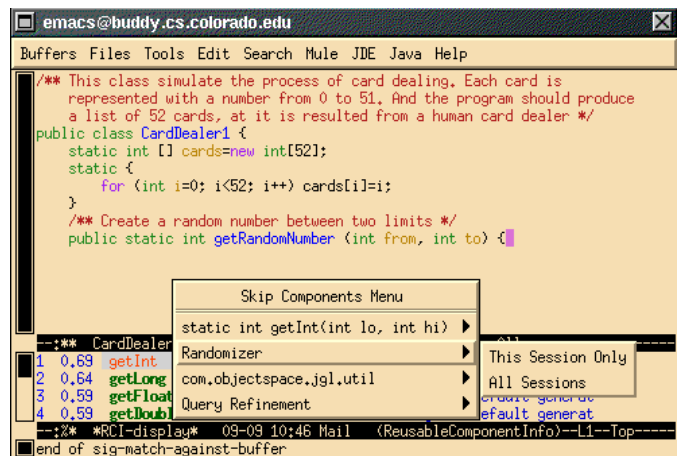 emacs@buddy.cs.colorado.edu
Buffers Files Tools Edit Search Mule JDE Java Help
/** This class simulate the process of card dealing. Each card is
represented with a number from 0 to 51. And the program should produce
a list of 52 cards, at it is resulted from a human card dealer */
public class CardDealer1 {
static int [] cards=new int[52];
static {
for (int i=0; i<52; i++) cards[i]=i;
}
/** Create a random number between two limits */
public static int getRandomNumber (int from, int to) {
Skip Components Menu
static int getInt(int lo, int hi)
Randomizer
com.objectspace.jgl.util
Query Refinement
This Session Only
All Sessions
--:** CardDealer
1 0.69 getInt
2 0.64 getLong
3 0.59 getFloat
4 0.59 getDoubl
default generat
default generat
--:%* *RCI-display* 09-09 10:46 Mail (ReusableComponentInfo)--L1--Top-----
end of sig-match-against-buffer